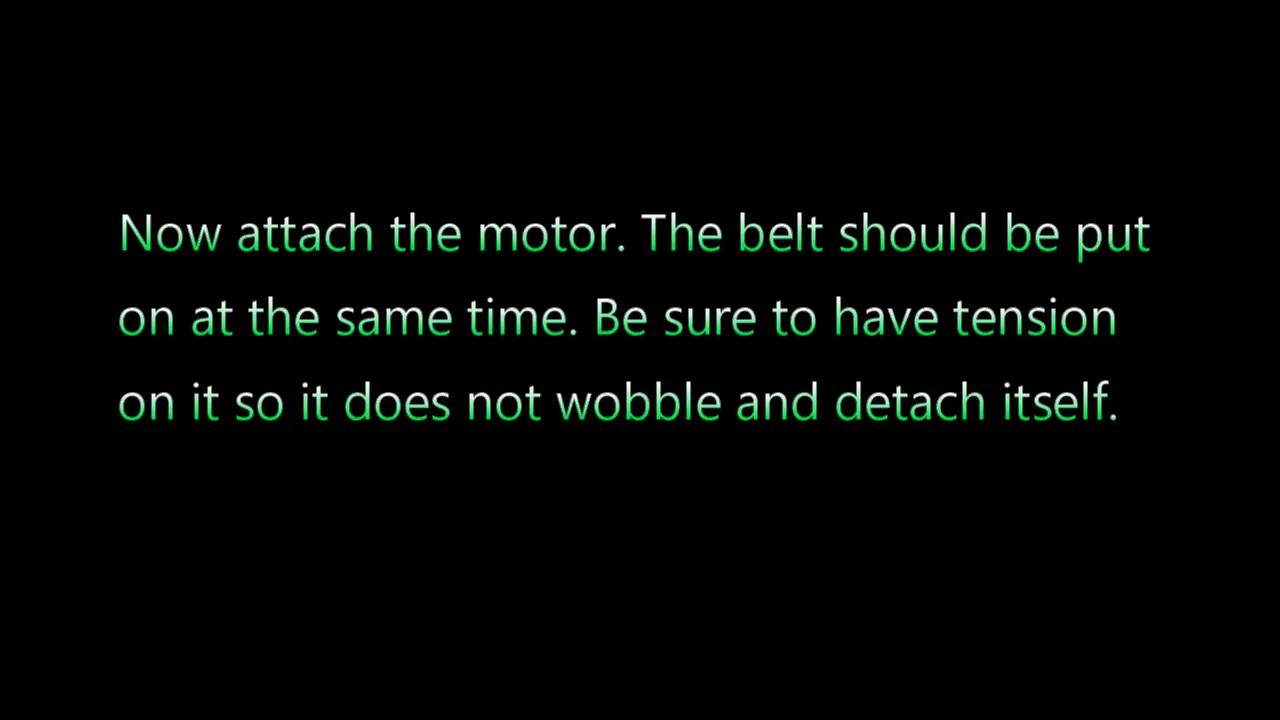 Now attach the motor. The belt should be put
on at the same time. Be sure to have tension
on it so it does not wobble and detach itself.